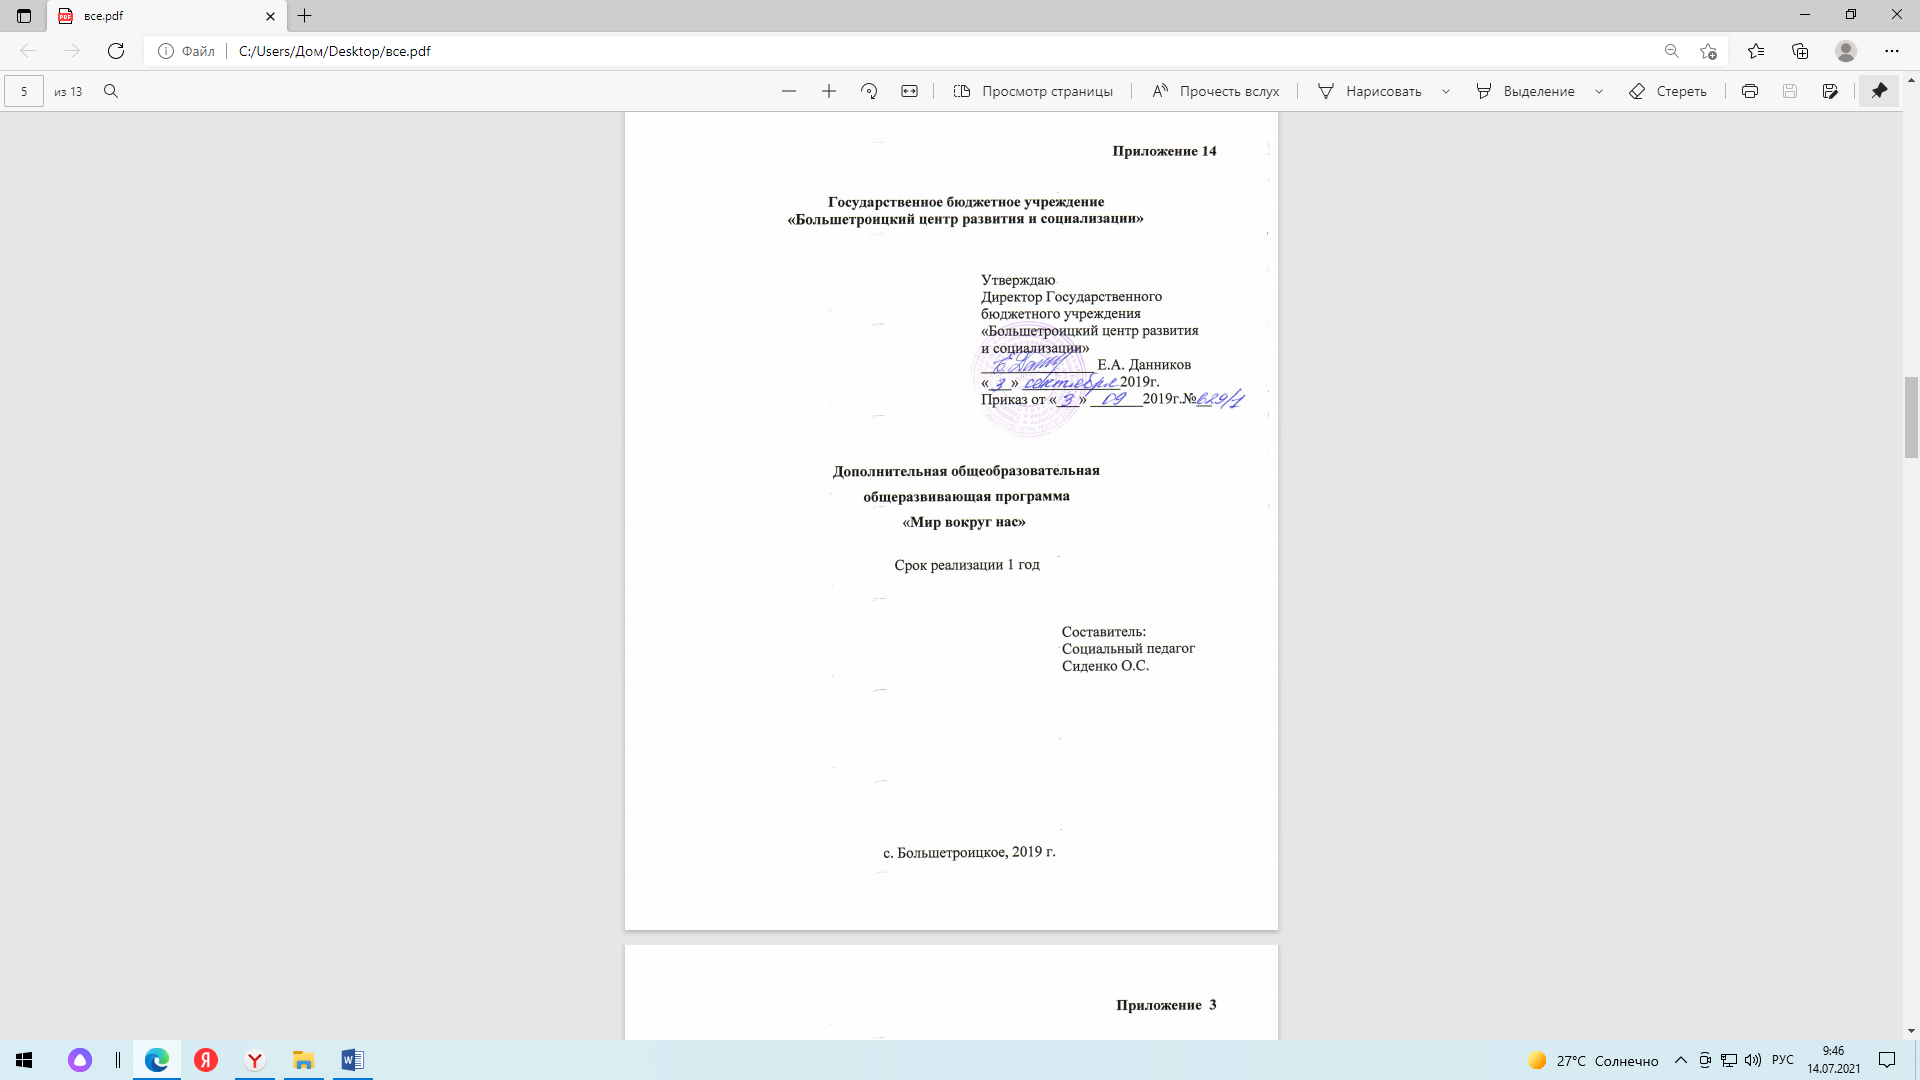 все.pdf
Файл
C:/Users/Дом/Desktop/все.pdf
5 из 13
Просмотр страницы
Прочесть вслух
Нарисовать
Выделение
Стереть
Приложение 14
Государственное бюджетное учреждение
«Большетроицкий центр развития и социализации»
Утверждаю
Директор Государственного
бюджетного учреждения
«Большетроицкий центр развития
и социализации»
Е.А. Данников
« 3 » сентября 2019г.
Приказ от « 3 » 09 2019г.№ 629/1
Дополнительная общеобразовательная
общеразвивающая программа
«Мир вокруг нас»
Срок реализации 1 год
Составитель:
Социальный педагог
Сиденко О.С.
с. Большетроицкое, 2019 г.
Приложение 3
27°C Солнечно
РУС
9:46
14.07.2021